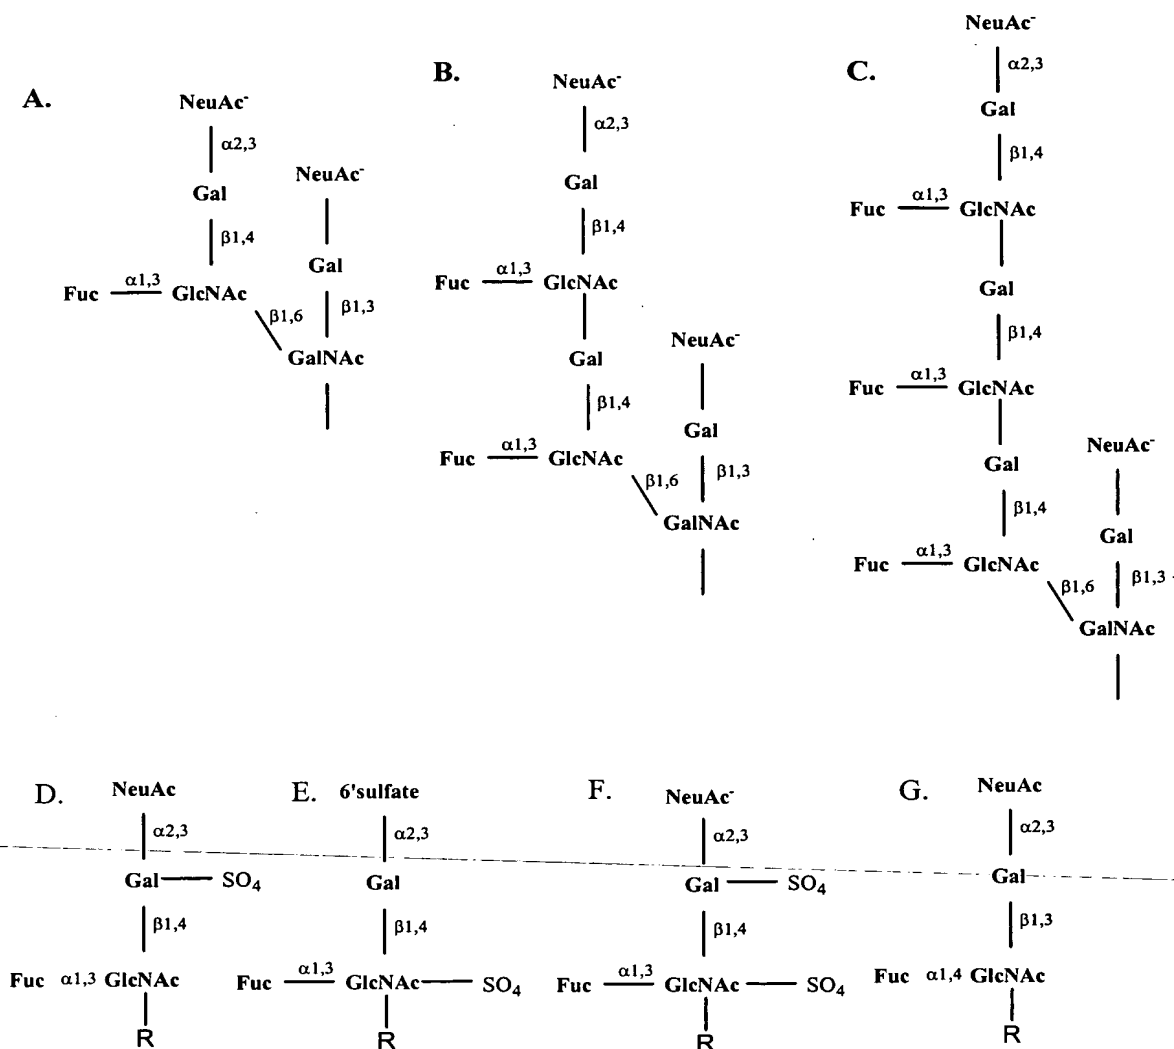 A.
NeuAc-
α2,3
Gal
NeuAc-
β1,4
Gal
Fuc α1,3 GlcNAc
β1,6 β1,3
GalNAc
B.
NeuAc-
α2,3
Gal
β1,4
Fuc α1,3 GlcNAc
Gal
NeuAc-
β1,4
Gal
Fuc α1,3 GlcNAc
β1,6 β1,3
GalNAc
C.
NeuAc-
α2,3
Gal
β1,4
Fuc α1,3 GlcNAc
Gal
β1,4
Fuc α1,3 GlcNAc
Gal
NeuAc-
β1,4
Gal
Fuc α1,3 GlcNAc
β1,6 β1,3
GalNAc
D.
NeuAc
α2,3
Gal SO4
β1,4
Fuc α1,3 GlcNAc
R
E.
6'sulfate
α2,3
Gal
β1,4
Fuc α1,3 GlcNAc SO4
R
F.
NeuAc-
α2,3
Gal SO4
β1,4
Fuc α1,3 GlcNAc SO4
R
G.
NeuAc
α2,3
Gal
β1,3
Fuc α1,4 GlcNAc
R